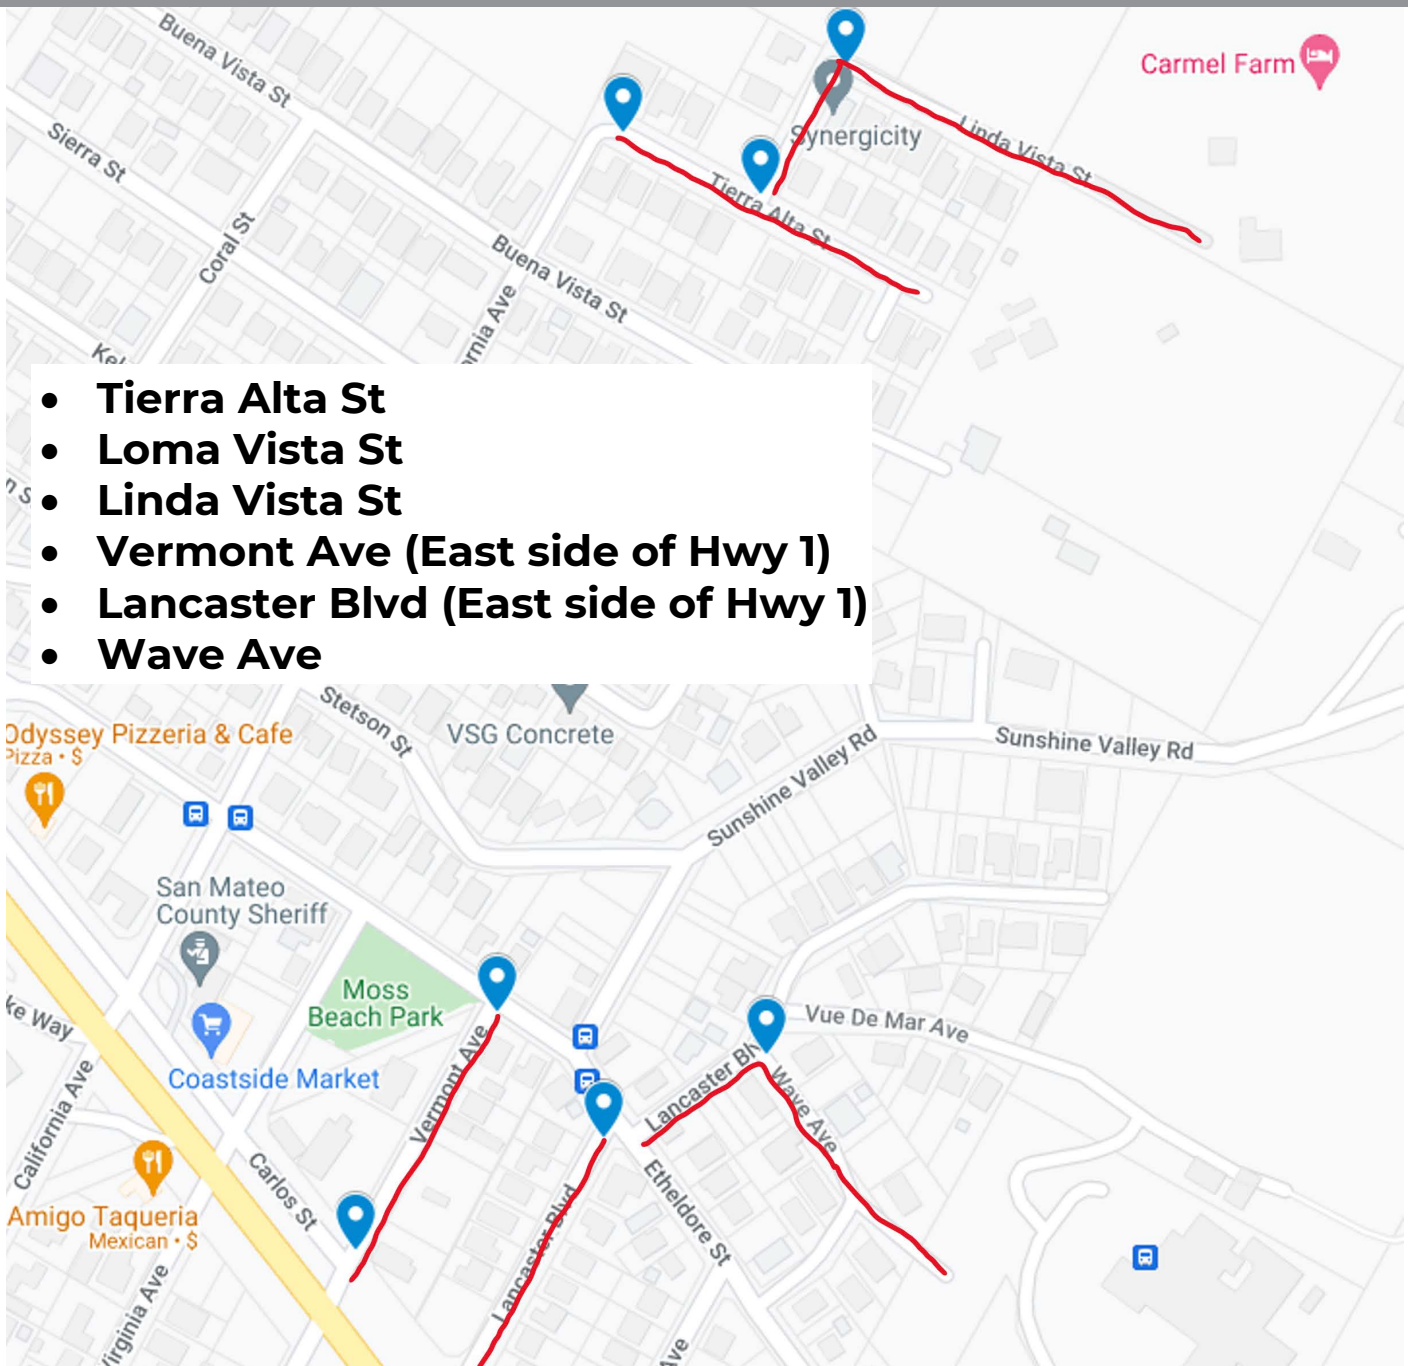 Buena Vista St
Carmel Farm
Sierra St
Synergicity
Linda Vista St
Tierra Alta St
Coral St
Buena Vista St
• Tierra Alta St
• Loma Vista St
• Linda Vista St
• Vermont Ave (East side of Hwy 1)
• Lancaster Blvd (East side of Hwy 1)
• Wave Ave
Stetson St
Odyssey Pizzeria & Cafe
Pizza • $
VSG Concrete
Sunshine Valley Rd
Sunshine Valley Rd
San Mateo
County Sheriff
Moss
Beach Park
Vue De Mar Ave
Coastside Market
Vermont Ave
Lancaster Bl
Wave Ave
California Ave
Carlos St
Etheldore St
Amigo Taqueria
Mexican • $
Lancaster Blvd
Virginia Ave